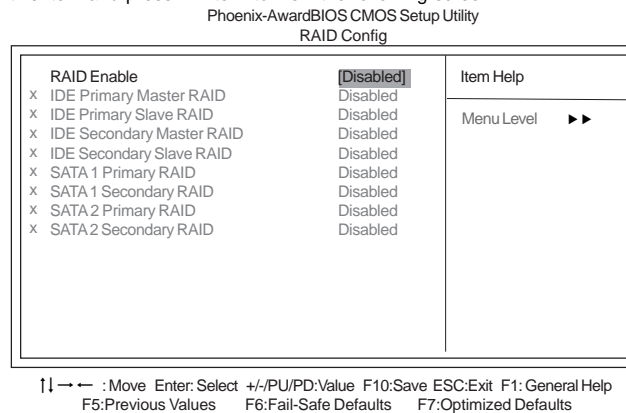 Phoenix-AwardBIOS CMOS Setup Utility
RAID Config
RAID Enable [Disabled] Item Help
x IDE Primary Master RAID Disabled
x IDE Primary Slave RAID Disabled Menu Level ►►
x IDE Secondary Master RAID Disabled
x IDE Secondary Slave RAID Disabled
x SATA 1 Primary RAID Disabled
x SATA 1 Secondary RAID Disabled
x SATA 2 Primary RAID Disabled
x SATA 2 Secondary RAID Disabled
↑↓→← : Move Enter: Select +/-/PU/PD:Value F10:Save ESC:Exit F1: General Help
F5:Previous Values F6:Fail-Safe Defaults F7:Optimized Defaults